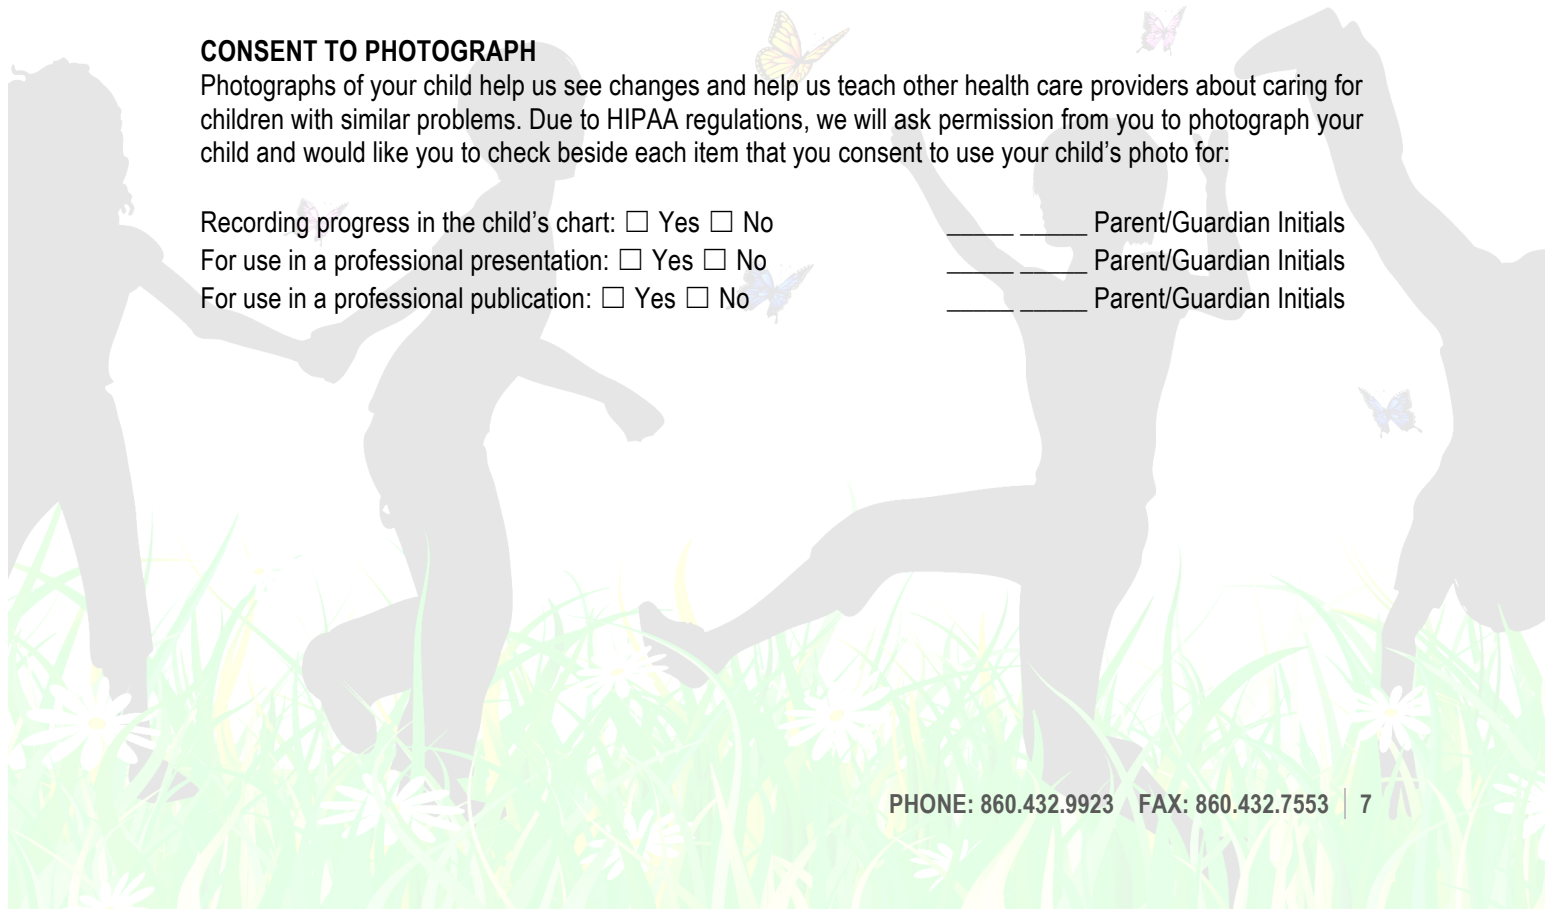 CONSENT TO PHOTOGRAPH
Photographs of your child help us see changes and help us teach other health care providers about caring for
children with similar problems. Due to HIPAA regulations, we will ask permission from you to photograph your
child and would like you to check beside each item that you consent to use your child’s photo for:
Recording progress in the child’s chart: ☐ Yes ☐ No _____ _____ Parent/Guardian Initials
For use in a professional presentation: ☐ Yes ☐ No _____ _____ Parent/Guardian Initials
For use in a professional publication: ☐ Yes ☐ No _____ _____ Parent/Guardian Initials
PHONE: 860.432.9923 FAX: 860.432.7553 | 7